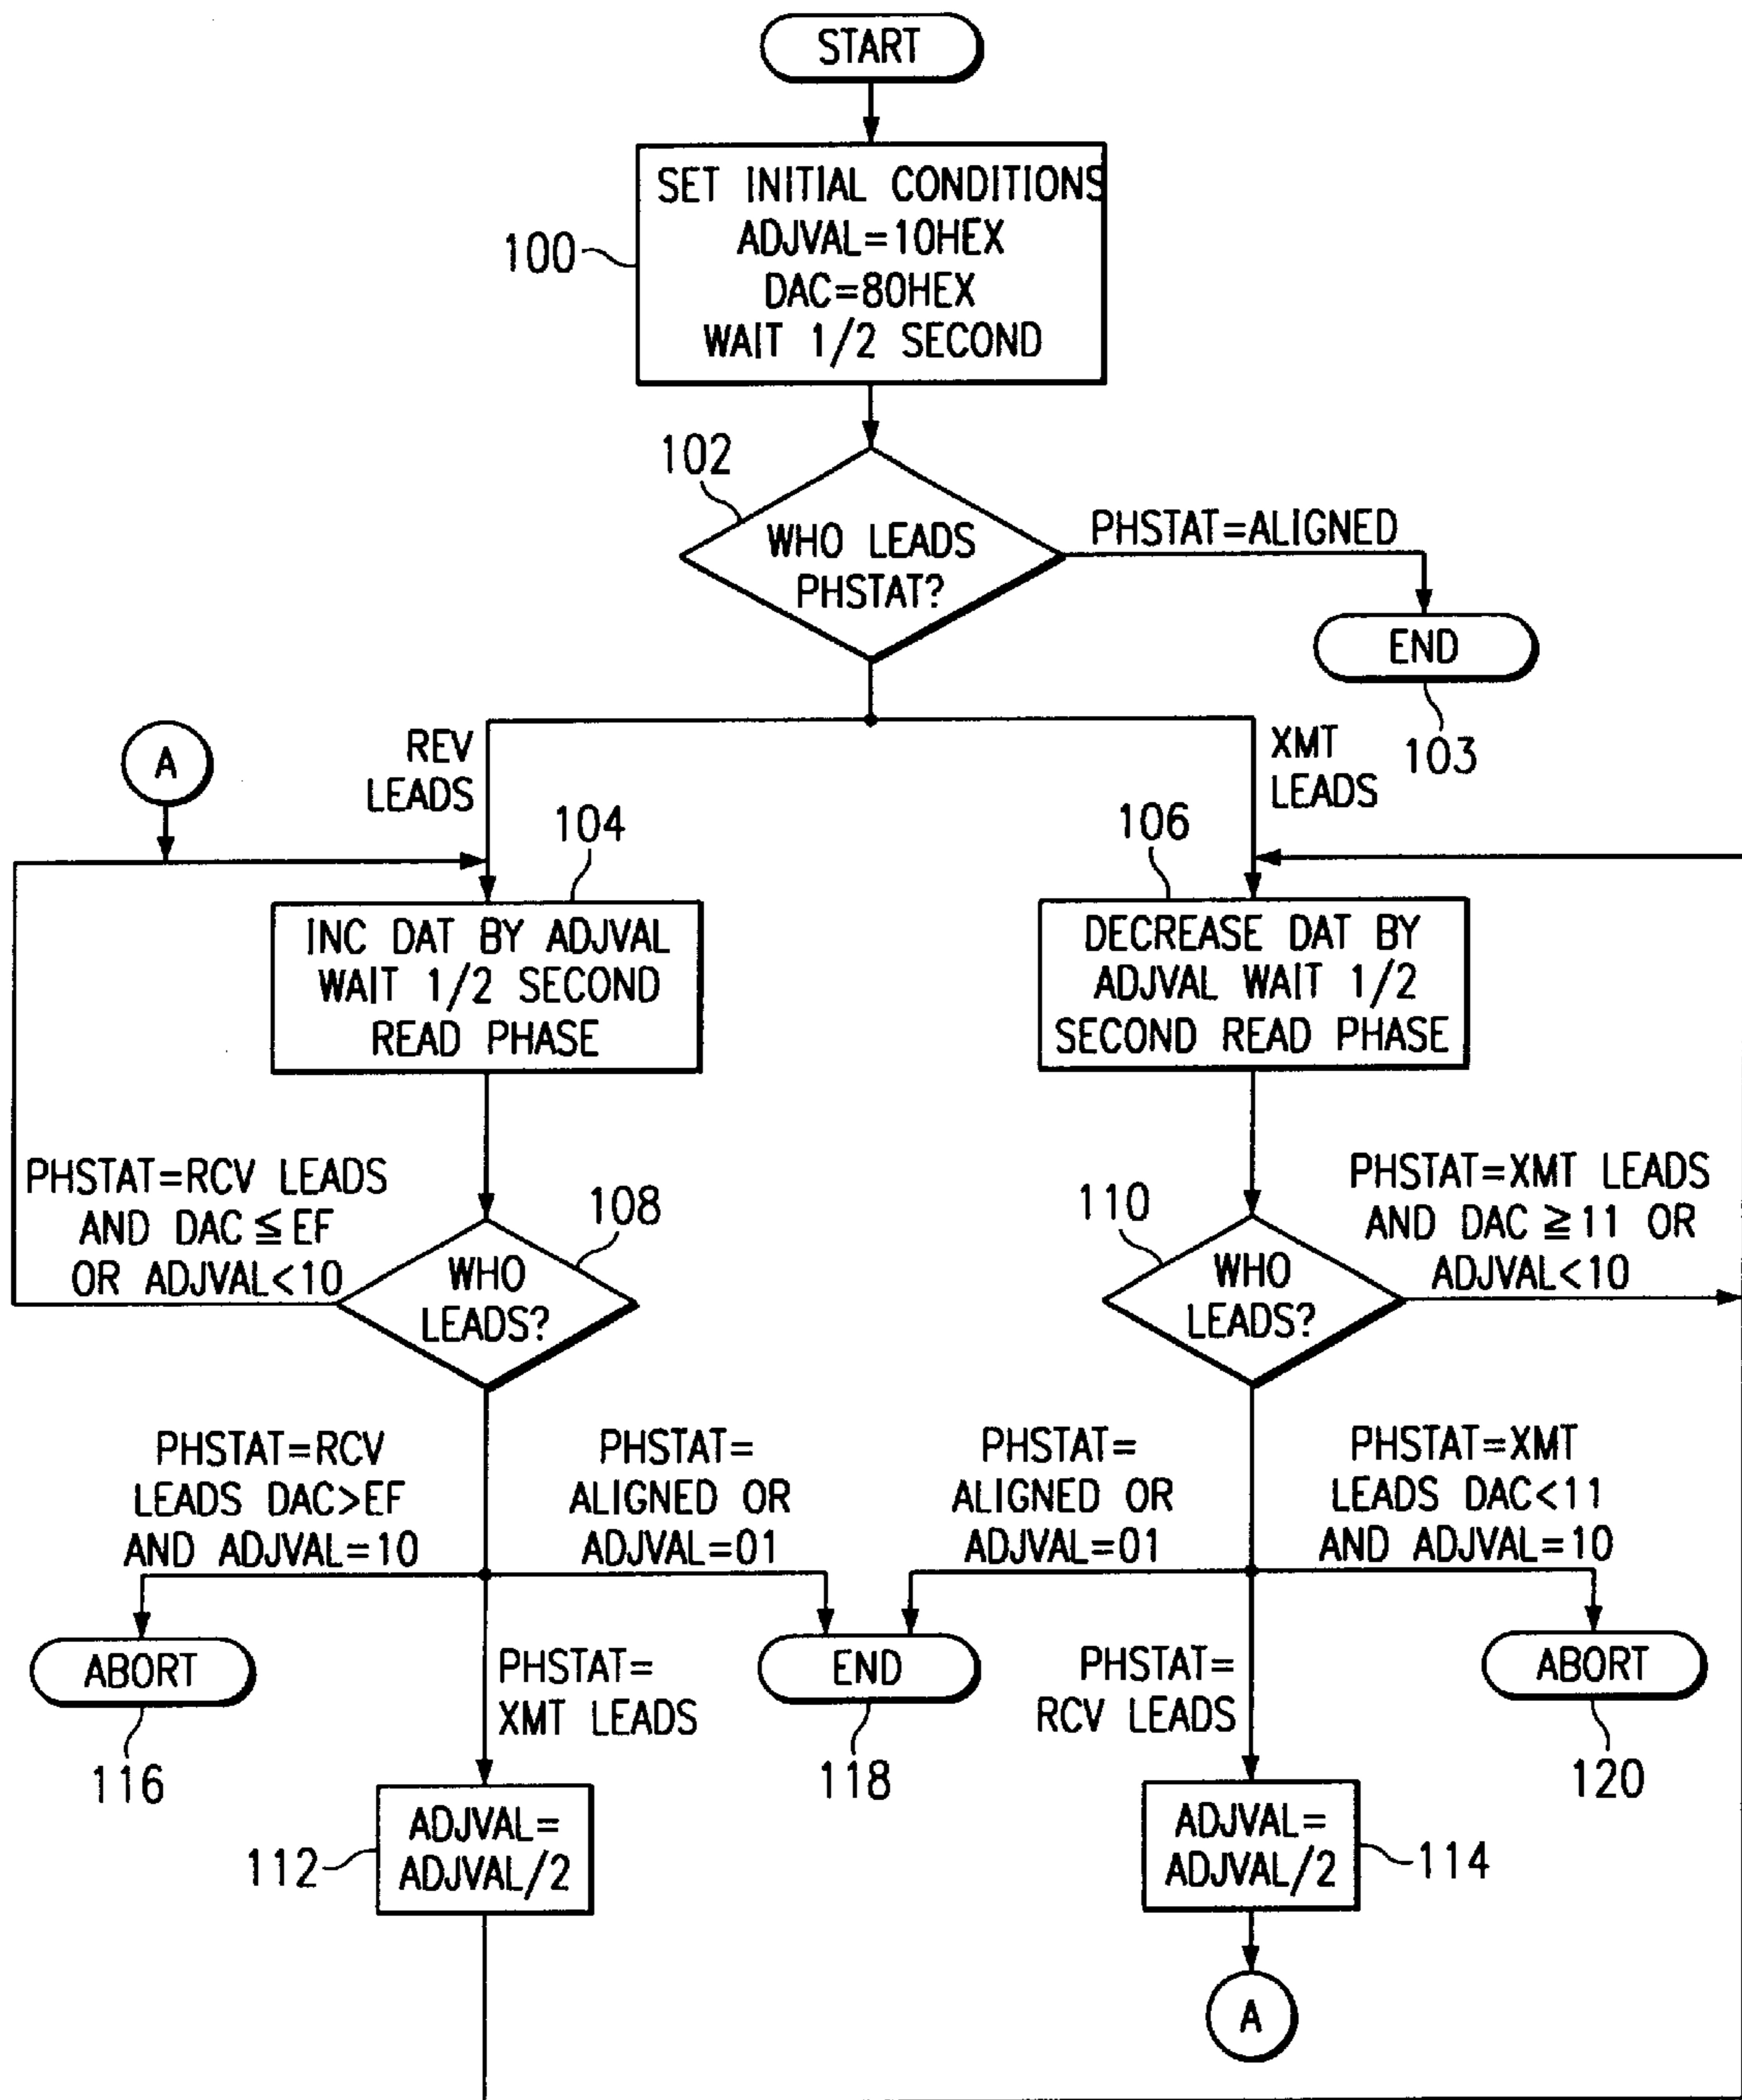 START
SET INITIAL CONDITIONS
ADJVAL=10HEX
DAC=80HEX
WAIT 1/2 SECOND
100
102
WHO LEADS
PHSTAT?
PHSTAT=ALIGNED
END
103
A
REV
LEADS
XMT
LEADS
104
INC DAT BY ADJVAL
WAIT 1/2 SECOND
READ PHASE
106
DECREASE DAT BY
ADJVAL WAIT 1/2
SECOND READ PHASE
PHSTAT=RCV LEADS
AND DAC≦EF
OR ADJVAL<10
108
WHO
LEADS?
110
WHO
LEADS?
PHSTAT=XMT LEADS
AND DAC≧11 OR
ADJVAL<10
PHSTAT=RCV
LEADS DAC>EF
AND ADJVAL=10
PHSTAT=
ALIGNED OR
ADJVAL=01
PHSTAT=
ALIGNED OR
ADJVAL=01
PHSTAT=XMT
LEADS DAC<11
AND ADJVAL=10
ABORT
116
PHSTAT=
XMT LEADS
END
118
PHSTAT=
RCV LEADS
ABORT
120
112
ADJVAL=
ADJVAL/2
ADJVAL=
ADJVAL/2
114
A